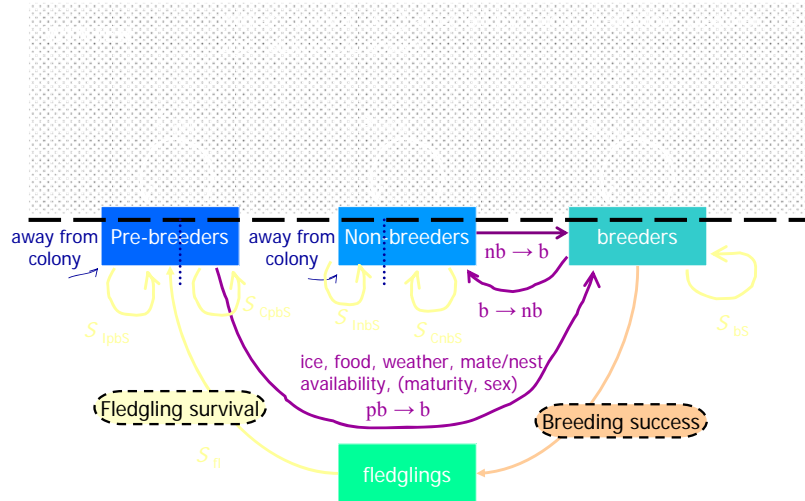 away from
colony
Pre-breeders
away from
colony
Non-breeders
nb → b
breeders
b → nb
S IpbS
S CpbS
S InbS
S CnbS
S bS
ice, food, weather, mate/nest
availability, (maturity, sex)
pb → b
Fledgling survival
Breeding success
S fl
fledglings